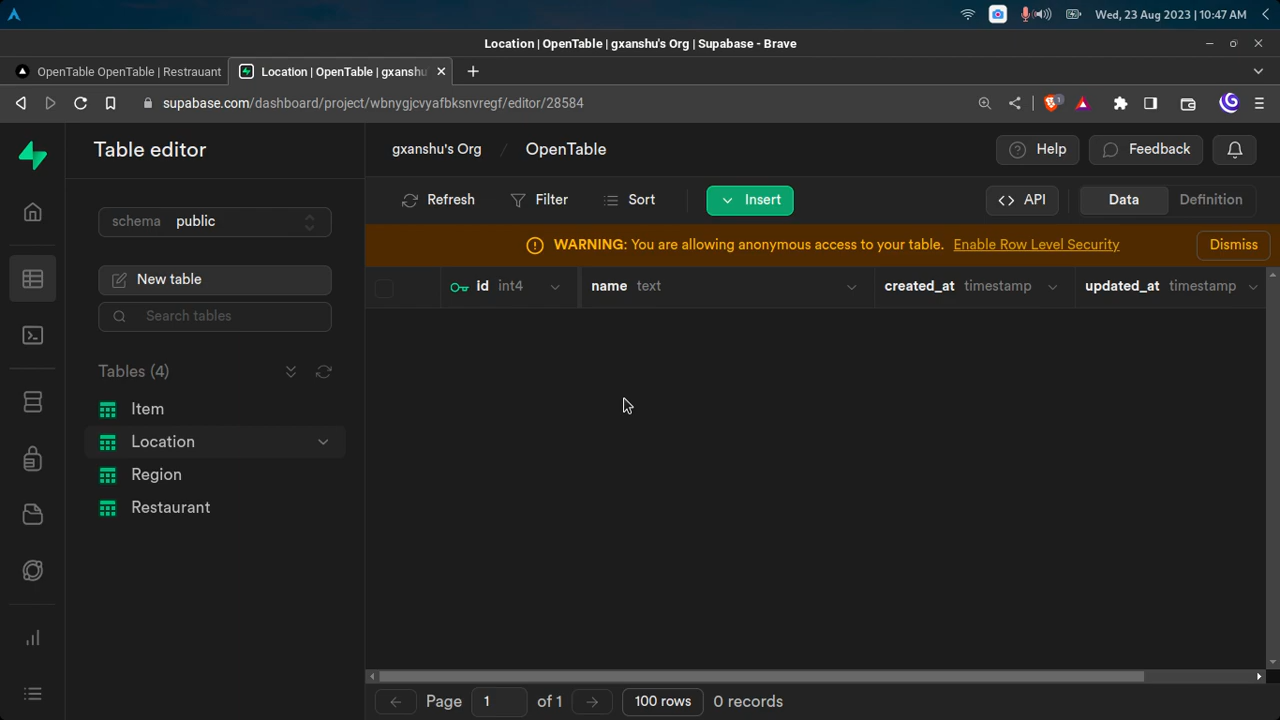 Wed, 23 Aug 2023 | 10:47 AM
Location | OpenTable | gxanshu's Org | Supabase - Brave
OpenTable OpenTable | Restrauant
Location | OpenTable | gxanshu'
supabase.com/dashboard/project/wbnygjcvyafbksnvregf/editor/28584
1
Table editor
gxanshu's Org / OpenTable
Help
Feedback
schema public
Refresh
Filter
Sort
Insert
API
Data
Definition
WARNING: You are allowing anonymous access to your table. Enable Row Level Security
Dismiss
New table
Search tables
id int4
name text
created_at timestamp
updated_at timestamp
Tables (4)
Item
Location
Region
Restaurant
Page 1 of 1
100 rows
0 records